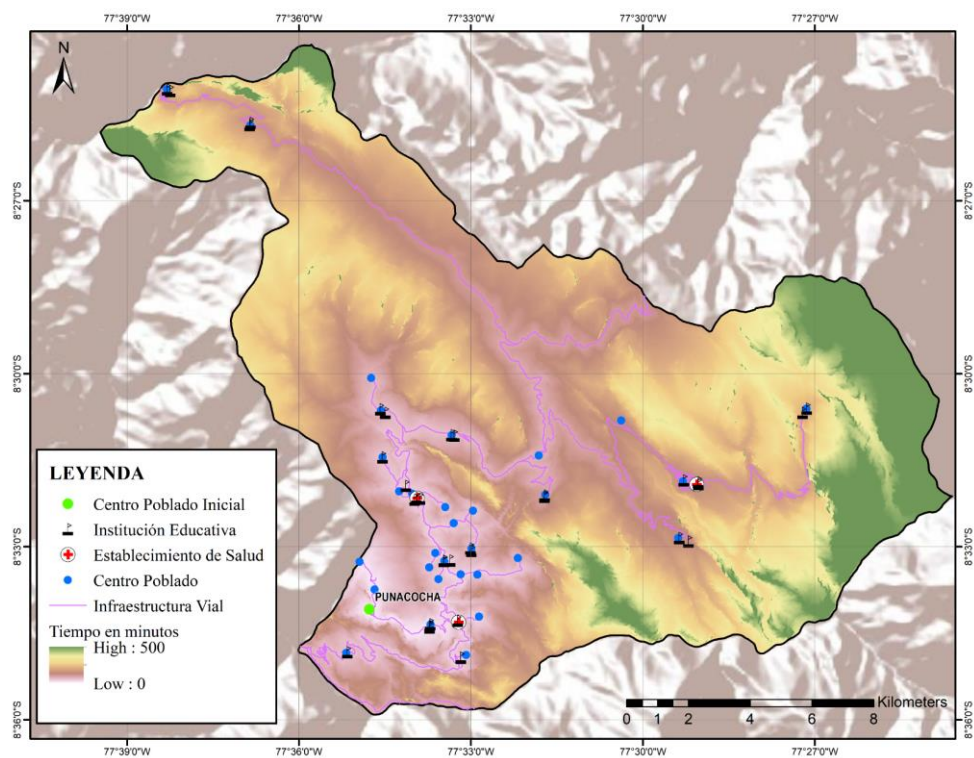 77°39'0"W 77°36'0"W 77°33'0"W 77°30'0"W 77°27'0"W
N
8°27'0"S 8°27'0"S
8°30'0"S 8°30'0"S
LEYENDA
Centro Poblado Inicial
Institución Educativa
Establecimiento de Salud
Centro Poblado
Infraestructura Vial
Tiempo en minutos
High : 500
Low : 0
8°33'0"S 8°33'0"S
PUNACOCHA
Kilometers
0 1 2 4 6 8
8°36'0"S 8°36'0"S
77°39'0"W 77°36'0"W 77°33'0"W 77°30'0"W 77°27'0"W